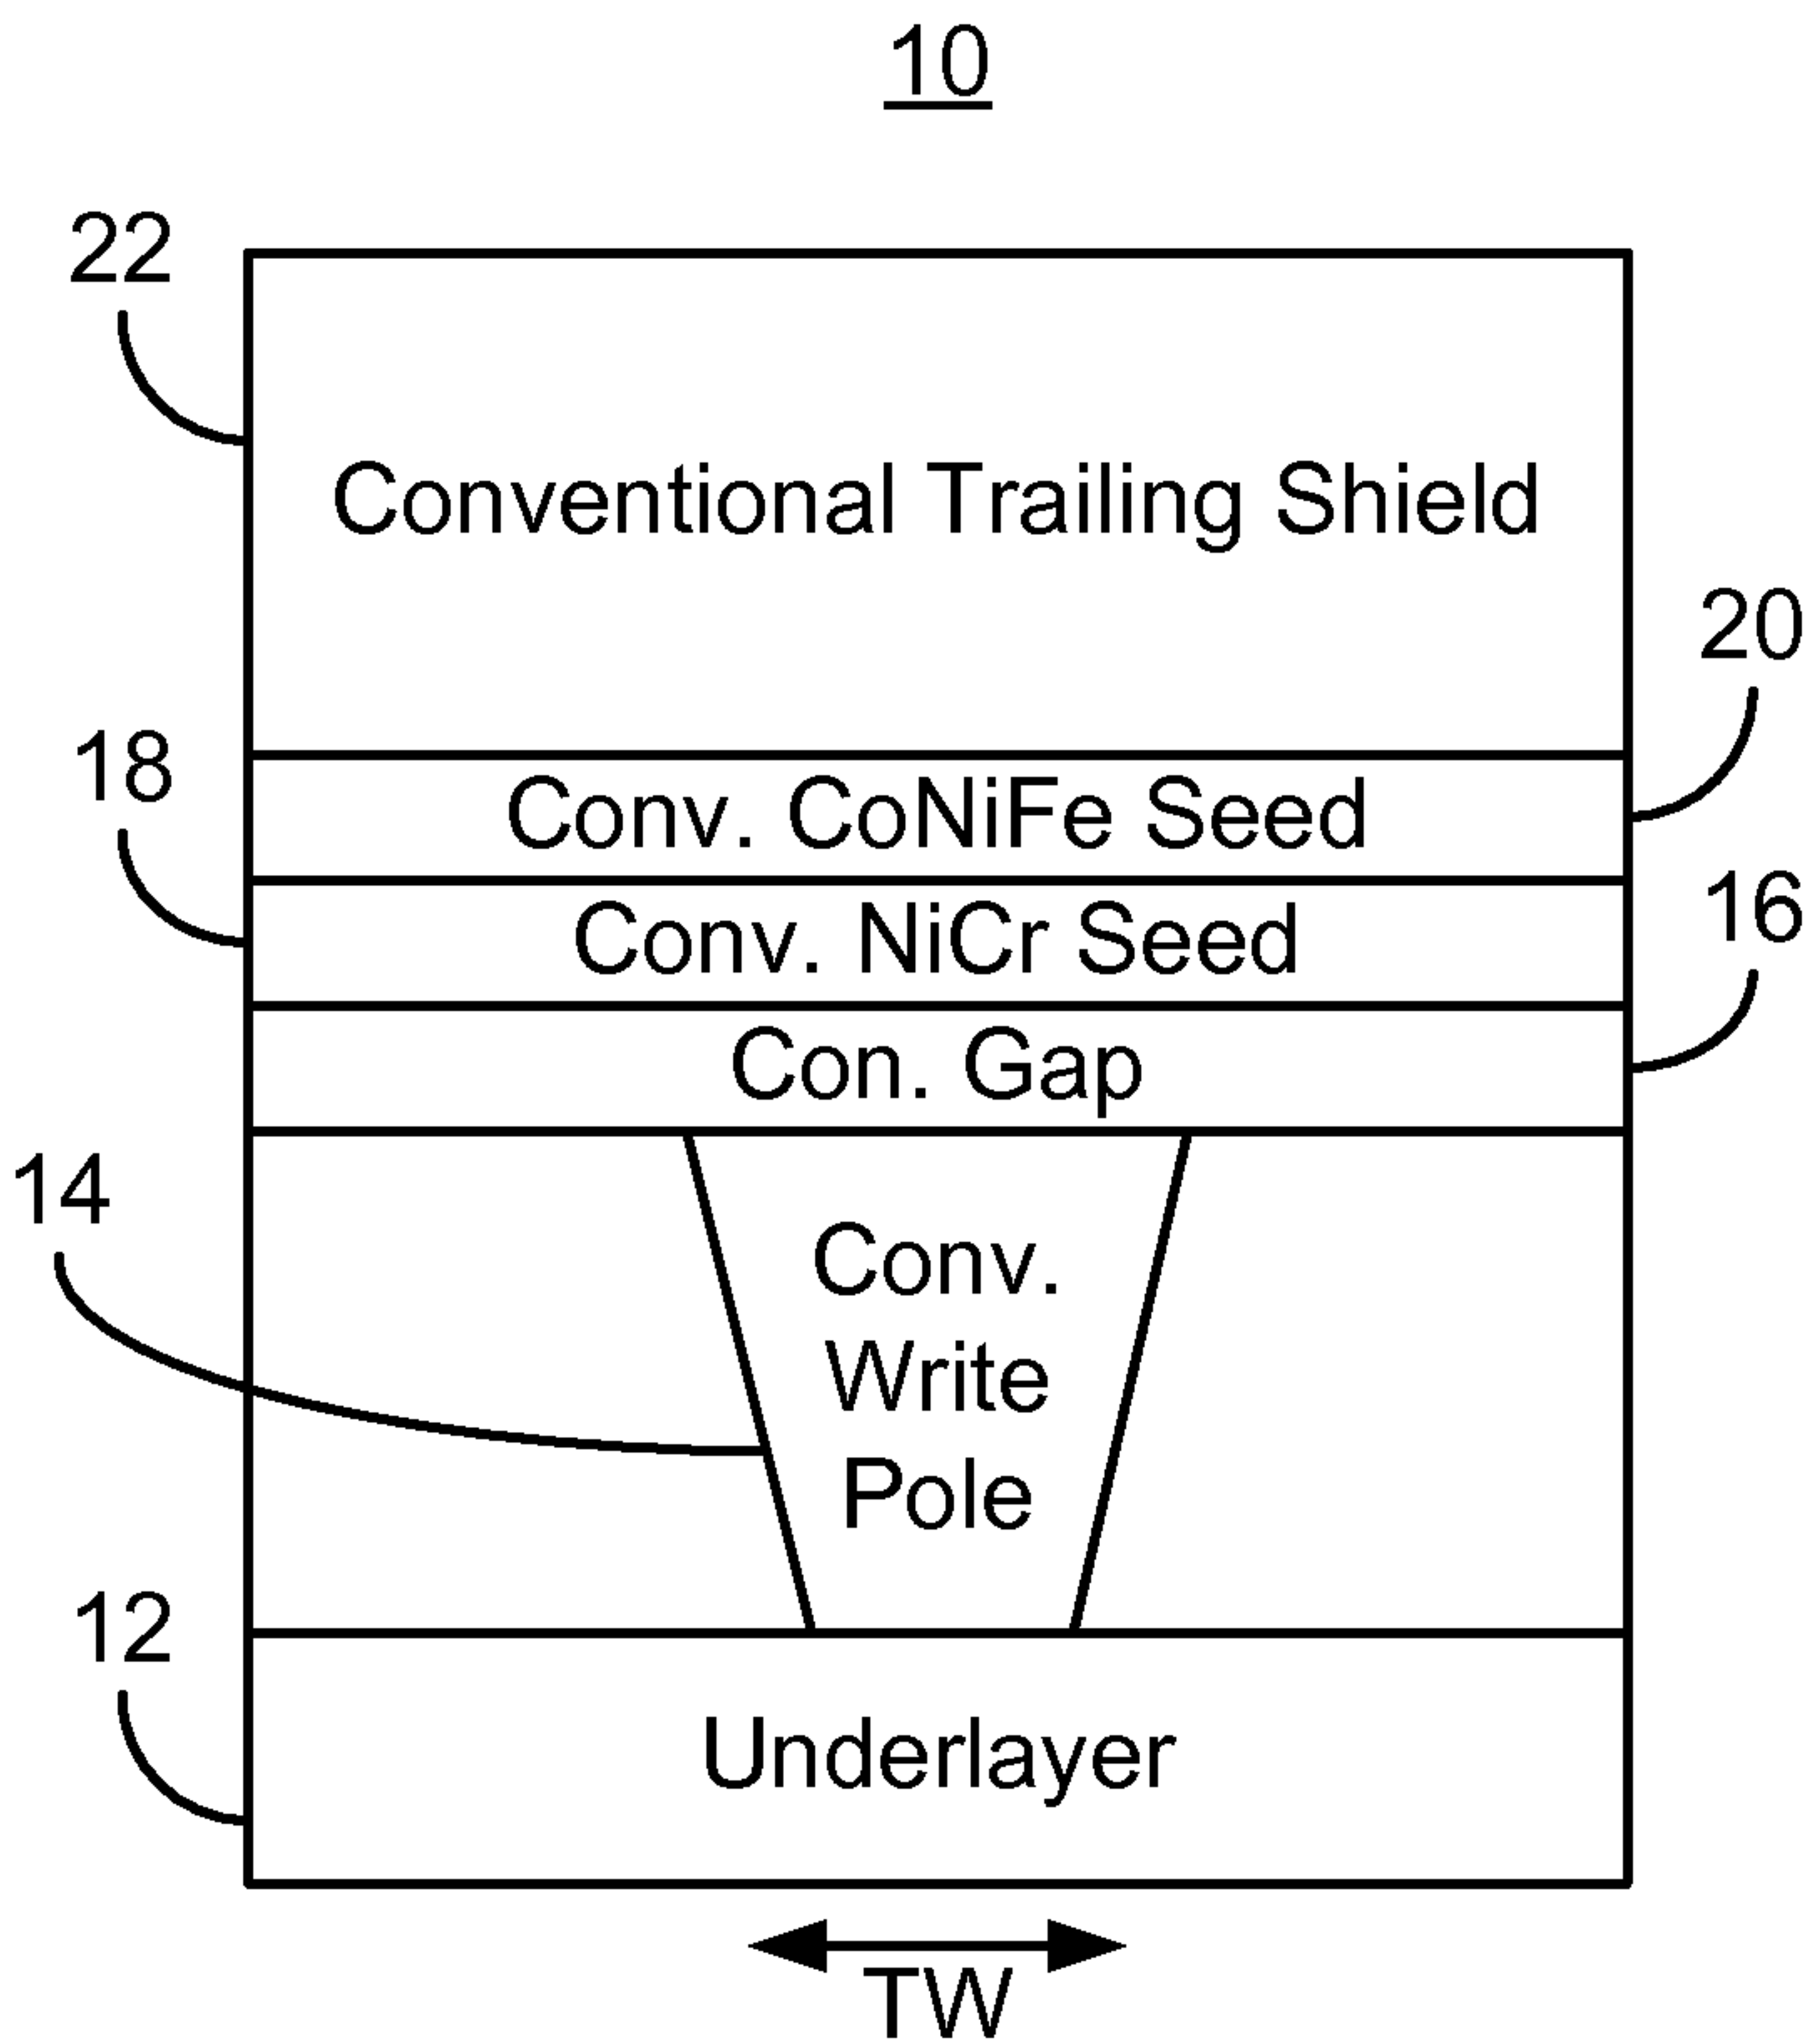 10
22
Conventional Trailing Shield
20
18
Conv. CoNiFe Seed
16
Conv. NiCr Seed
Con. Gap
14
Conv.
Write
Pole
12
Underlayer
TW